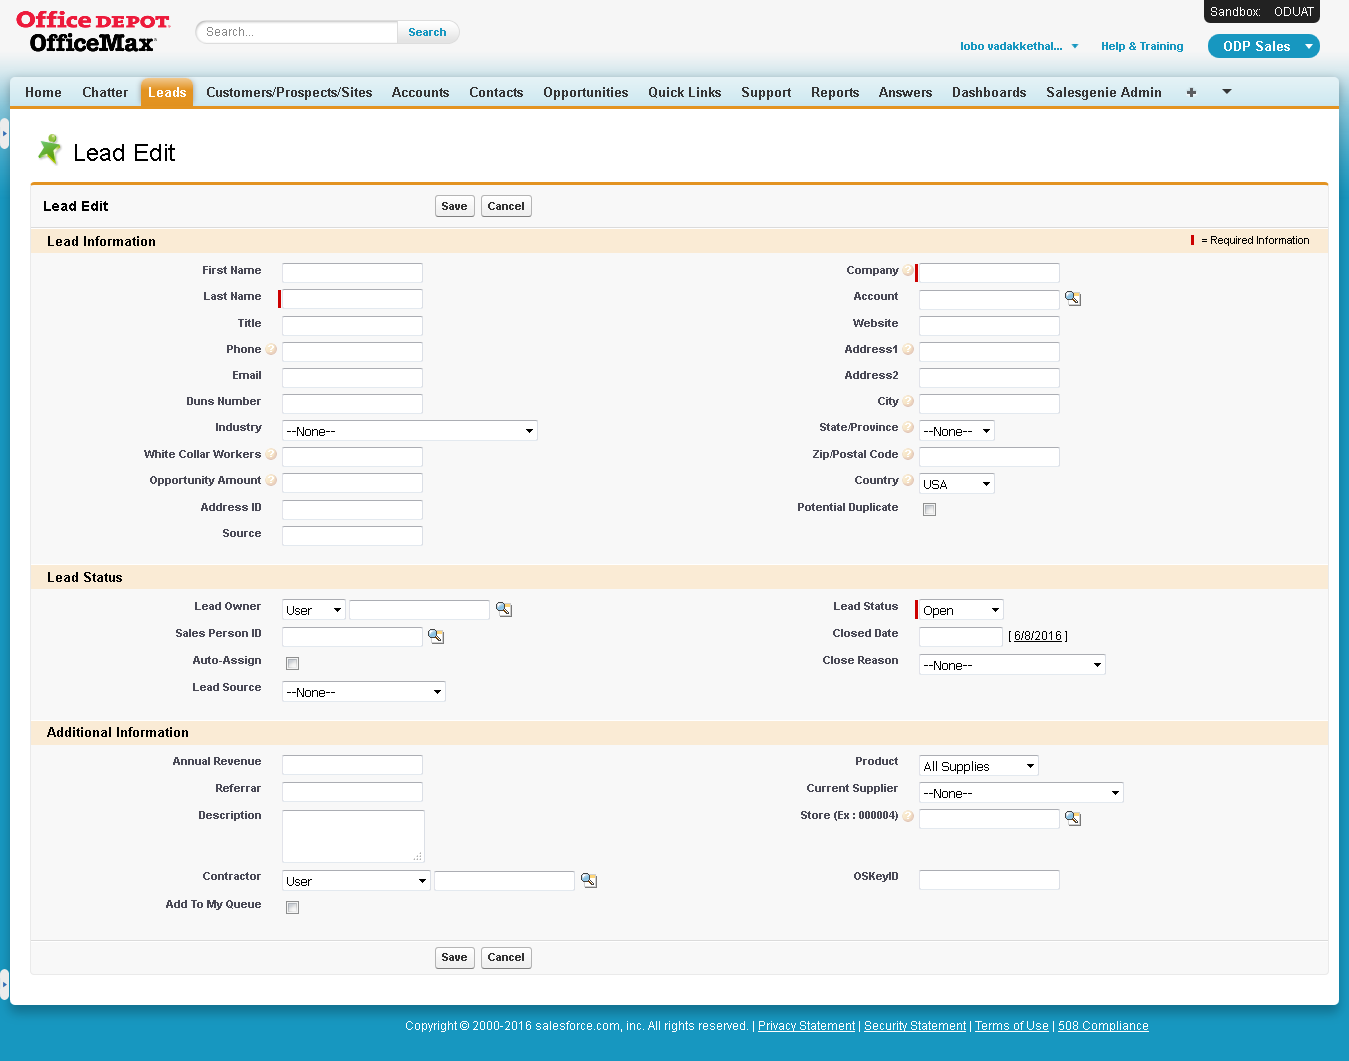 Office DEPOT.
OfficeMax
Search...
Search
Sandbox: ODUAT
lobo vadakkethal...
Help & Training
ODP Sales
Home Chatter Leads Customers/Prospects/Sites Accounts Contacts Opportunities Quick Links Support Reports Answers Dashboards Salesgenie Admin +
Lead Edit
Lead Edit
Save Cancel
Lead Information
= Required Information
First Name
Company ?
Last Name
Account
Title
Website
Phone ?
Address1 ?
Email
Address2
Duns Number
City ?
Industry --None--
State/Province ? --None--
White Collar Workers ?
Zip/Postal Code ?
Opportunity Amount ?
Country ? USA
Address ID
Potential Duplicate
Source
Lead Status
Lead Owner User
Lead Status Open
Sales Person ID
Closed Date [ 6/8/2016 ]
Auto-Assign
Close Reason --None--
Lead Source --None--
Additional Information
Annual Revenue
Product All Supplies
Referrar
Current Supplier --None--
Description
Store (Ex : 000004) ?
Contractor User
OSKeyID
Add To My Queue
Save Cancel
Copyright © 2000-2016 salesforce.com, inc. All rights reserved. | Privacy Statement | Security Statement | Terms of Use | 508 Compliance